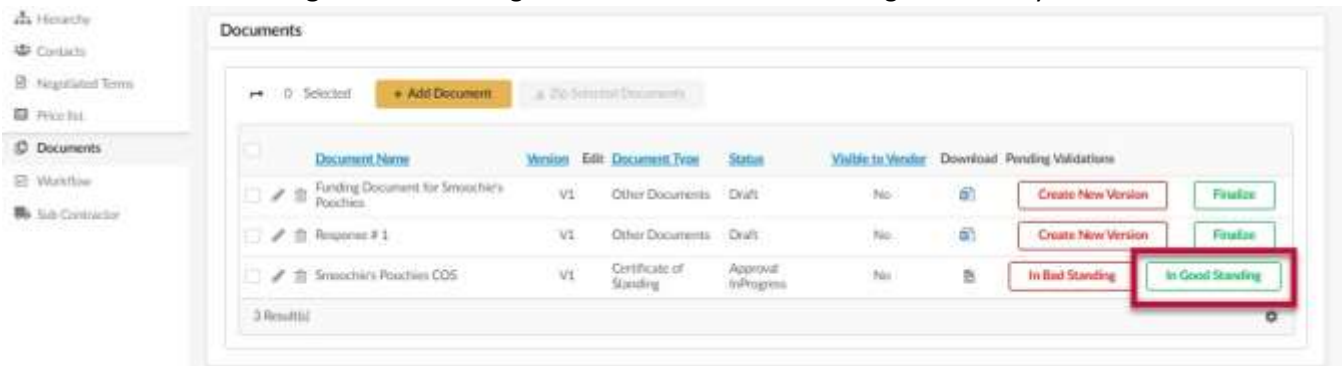 Hierarchy
Contacts
Negotiated Terms
Price list
Documents
Workflow
Sub Contractor
Documents
0 Selected + Add Document Zip Selected Documents
Document Name Version Edit Document Type Status Visible to Vendor Download Pending Validations
Funding Document for Smoochie's Poochies V1 Other Documents Draft No Create New Version Finalize
Response # 1 V1 Other Documents Draft No Create New Version Finalize
Smoochie's Poochies COS V1 Certificate of Standing Approval InProgress No In Bad Standing In Good Standing
3 Result(s)